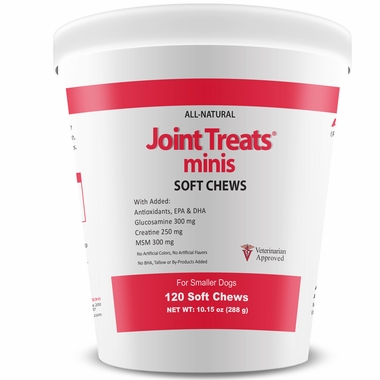 ALL-NATURAL
Joint Treats®
minis
SOFT CHEWS
With Added:
Antioxidants, EPA & DHA
Glucosamine 300 mg
Creatine 250 mg
MSM 300 mg
No Artificial Colors, No Artificial Flavors
No BHA, Tallow or By-Products Added
Veterinarian
Approved
For Smaller Dogs
120 Soft Chews
NET WT: 10.15 oz (288 g)